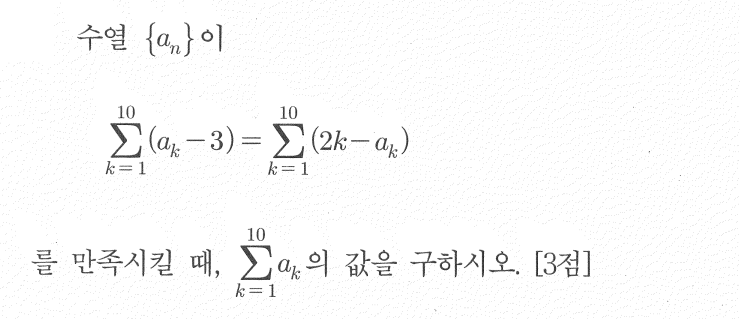 수열 {aₙ}이
∑_{k=1}^{10}(aₖ−3)=∑_{k=1}^{10}(2k−aₖ)
를 만족시킬 때, ∑_{k=1}^{10}aₖ의 값을 구하시오. [3점]